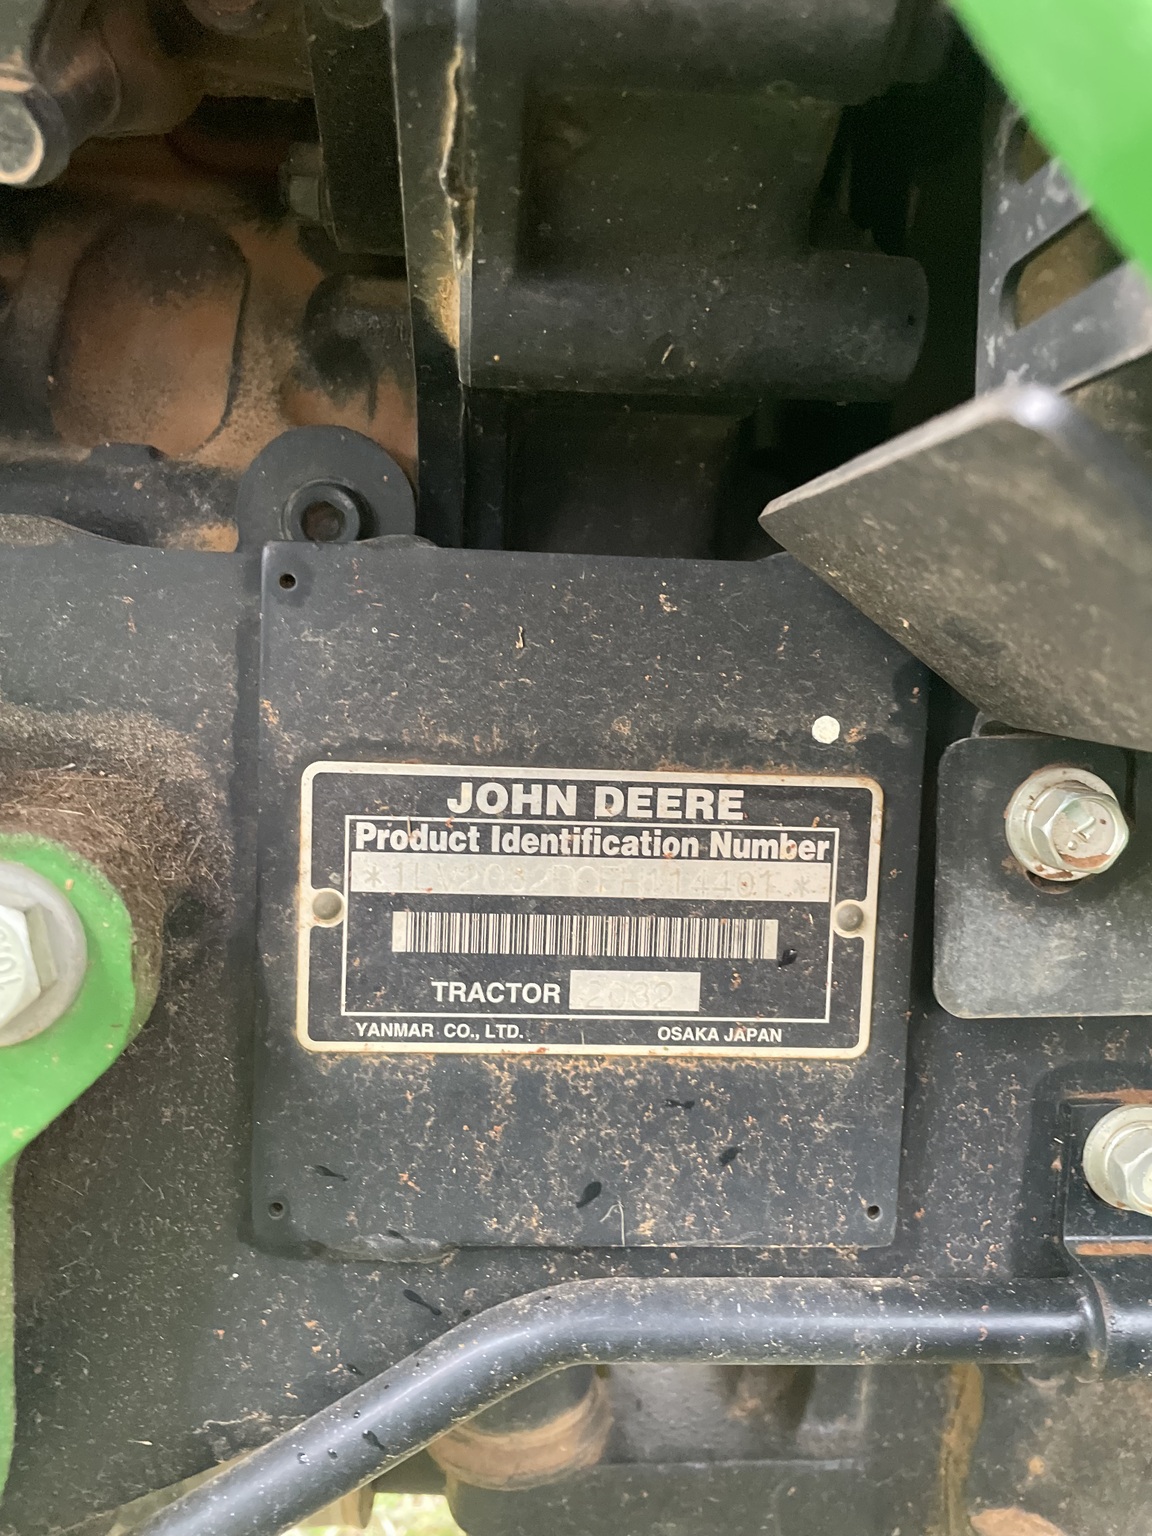 JOHN DEERE
Product Identification Number
TRACTOR 2032
YANMAR CO., LTD. OSAKA JAPAN